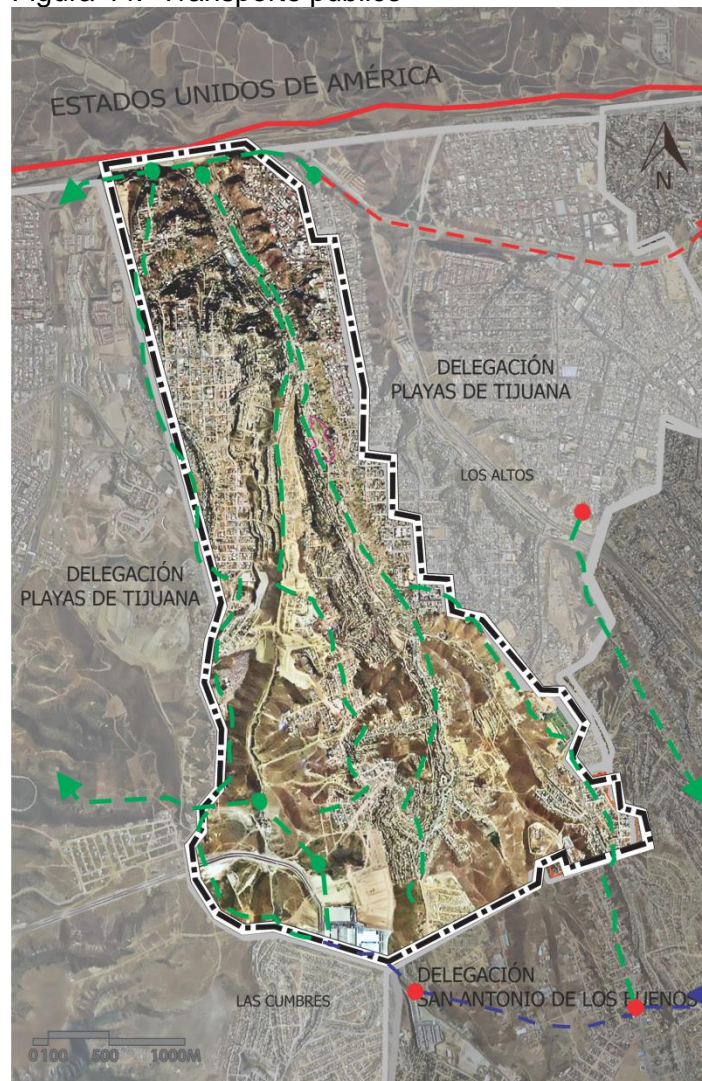 Figura 44. Transporte público
ESTADOS UNIDOS DE AMÉRICA
N
DELEGACIÓN
PLAYAS DE TIJUANA
LOS ALTOS
DELEGACIÓN
PLAYAS DE TIJUANA
DELEGACIÓN
SAN ANTONIO DE LOS BUENOS
LAS CUMBRES
0 100 500 1000M